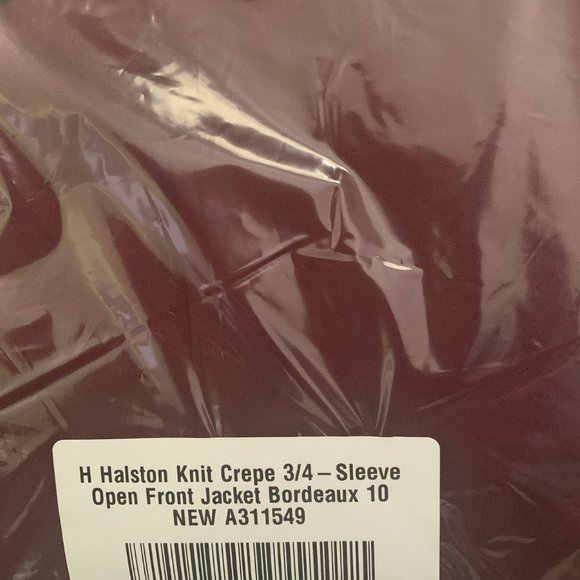 H Halston Knit Crepe 3/4 – Sleeve
Open Front Jacket Bordeaux 10
NEW A311549